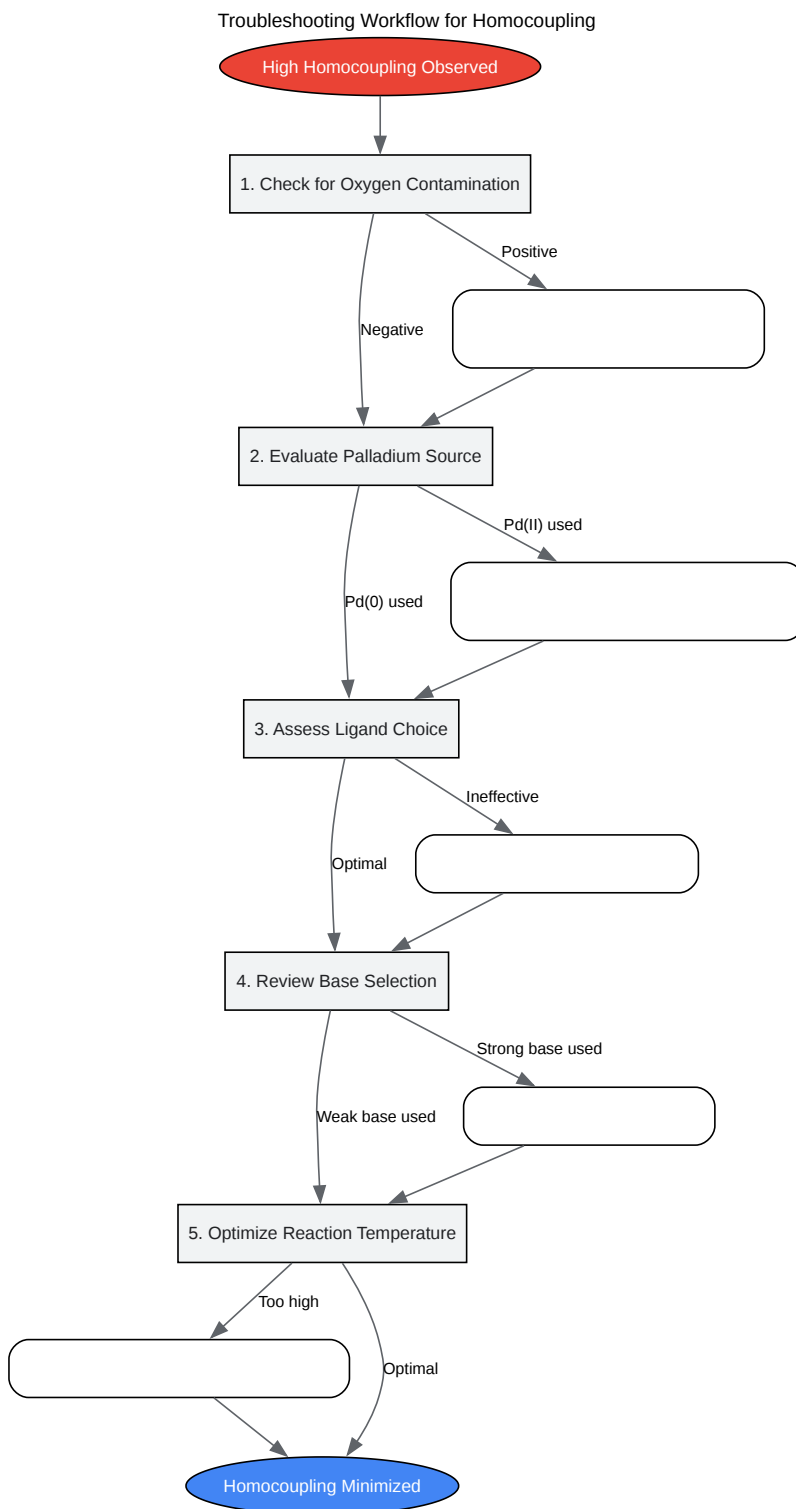 Troubleshooting Workflow for Homocoupling
High Homocoupling Observed
1. Check for Oxygen Contamination
Positive
Negative
2. Evaluate Palladium Source
Pd(II) used
Pd(0) used
3. Assess Ligand Choice
Ineffective
Optimal
4. Review Base Selection
Strong base used
Weak base used
5. Optimize Reaction Temperature
Too high
Optimal
Homocoupling Minimized